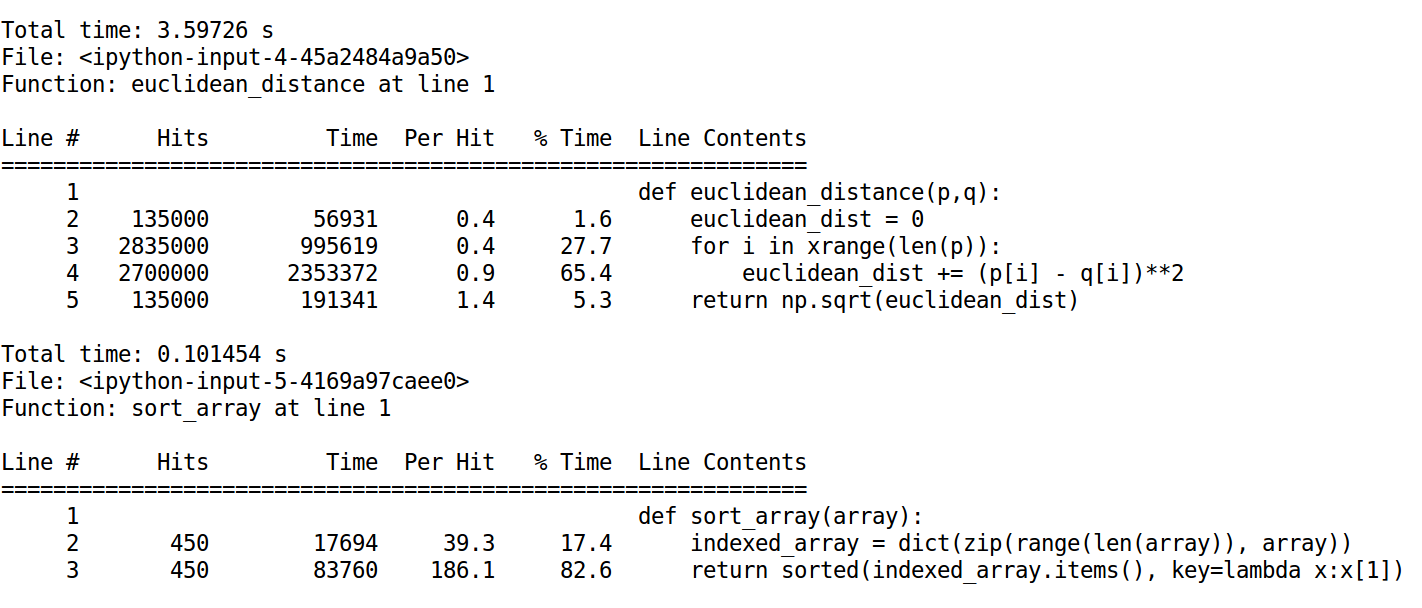 Total time: 3.59726 s
File: <ipython-input-4-45a2484a9a50>
Function: euclidean_distance at line 1
Line #      Hits         Time  Per Hit   % Time  Line Contents
==============================================================
     1                                           def euclidean_distance(p,q):
     2    135000        56931      0.4      1.6      euclidean_dist = 0
     3   2835000       995619      0.4     27.7      for i in xrange(len(p)):
     4   2700000      2353372      0.9     65.4          euclidean_dist += (p[i] - q[i])**2
     5    135000       191341      1.4      5.3      return np.sqrt(euclidean_dist)
Total time: 0.101454 s
File: <ipython-input-5-4169a97caee0>
Function: sort_array at line 1
Line #      Hits         Time  Per Hit   % Time  Line Contents
==============================================================
     1                                           def sort_array(array):
     2       450        17694     39.3     17.4      indexed_array = dict(zip(range(len(array)), array))
     3       450        83760    186.1     82.6      return sorted(indexed_array.items(), key=lambda x:x[1])